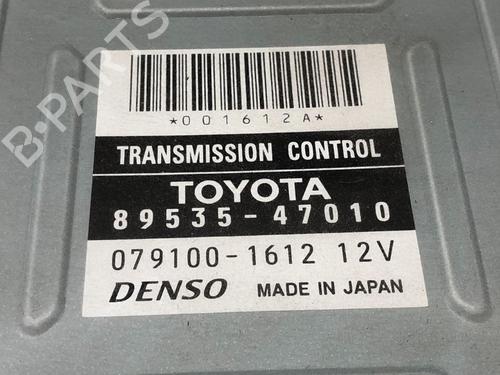 B-PARTS
*001612A*
TRANSMISSION CONTROL
TOYOTA
89535-47010
079100-1612 12V
DENSO MADE IN JAPAN